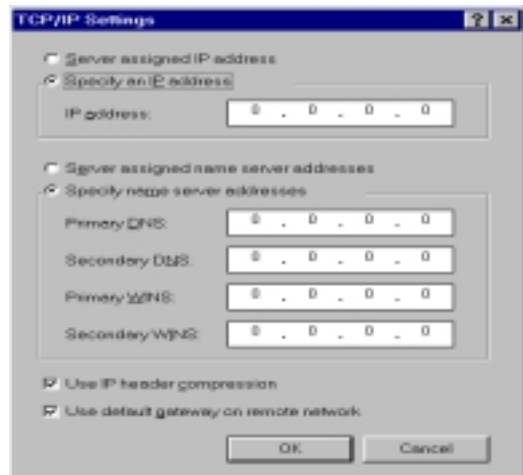 TCP/IP Settings
Server assigned IP address
Specify an IP address
IP address: 0 . 0 . 0 . 0
Server assigned name server addresses
Specify name server addresses
Primary DNS: 0 . 0 . 0 . 0
Secondary DNS: 0 . 0 . 0 . 0
Primary WINS: 0 . 0 . 0 . 0
Secondary WINS: 0 . 0 . 0 . 0
Use IP header compression
Use default gateway on remote network
OK Cancel